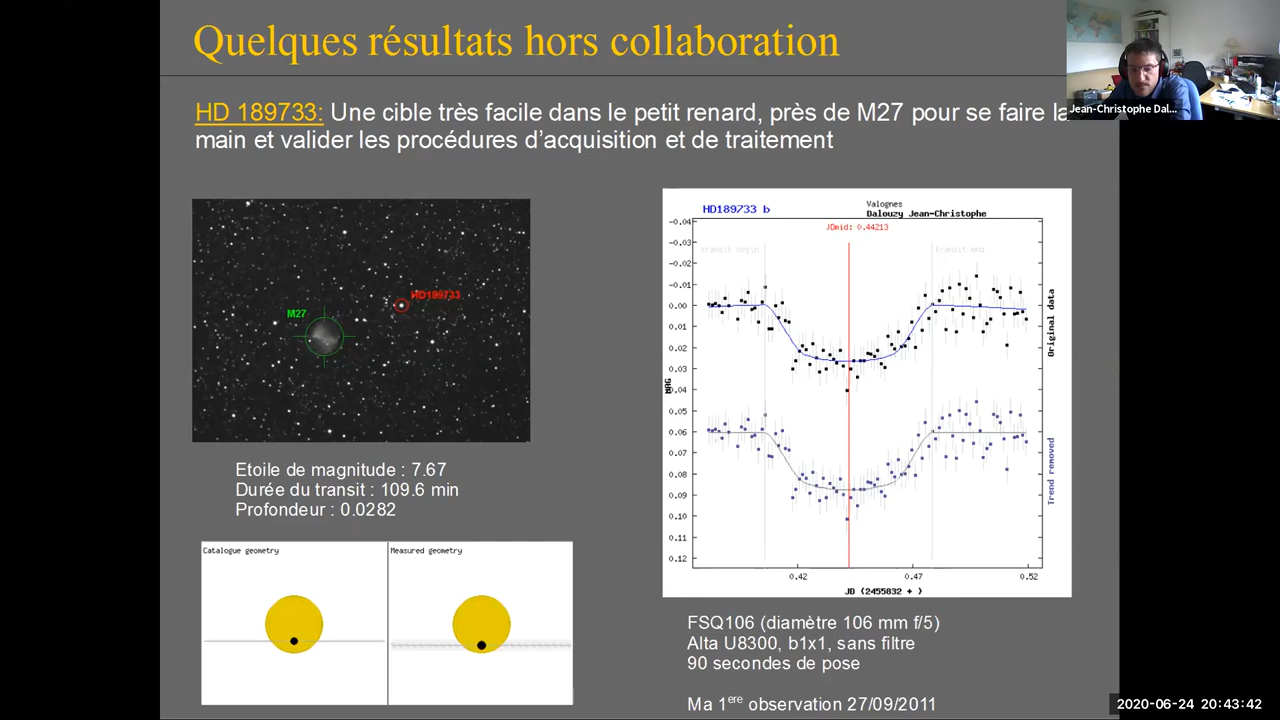 Quelques résultats hors collaboration
HD 189733: Une cible très facile dans le petit renard, près de M27 pour se faire la
main et valider les procédures d'acquisition et de traitement
Jean-Christophe Dal...
HD189733
M27
Etoile de magnitude : 7.67
Durée du transit : 109.6 min
Profondeur : 0.0282
Catalogue geometry
Measured geometry
HD189733 b
Valognes
Dalouzy Jean-Christophe
JDmid: 0.44213
transit begin
transit end
-0.04
-0.03
-0.02
-0.01
0.00
0.01
0.02
0.03
0.04
0.05
0.06
0.07
0.08
0.09
0.10
0.11
0.12
MAG
Original data
Trend removed
0.42
0.47
0.52
JD (2455832 + )
FSQ106 (diamètre 106 mm f/5)
Alta U8300, b1x1, sans filtre
90 secondes de pose
Ma 1ere observation 27/09/2011
2020-06-24 20:43:42